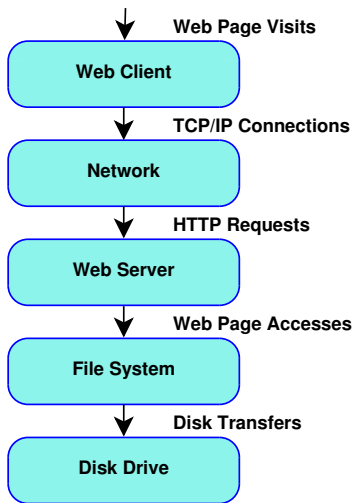 Web Page Visits
Web Client
TCP/IP Connections
Network
HTTP Requests
Web Server
Web Page Accesses
File System
Disk Transfers
Disk Drive